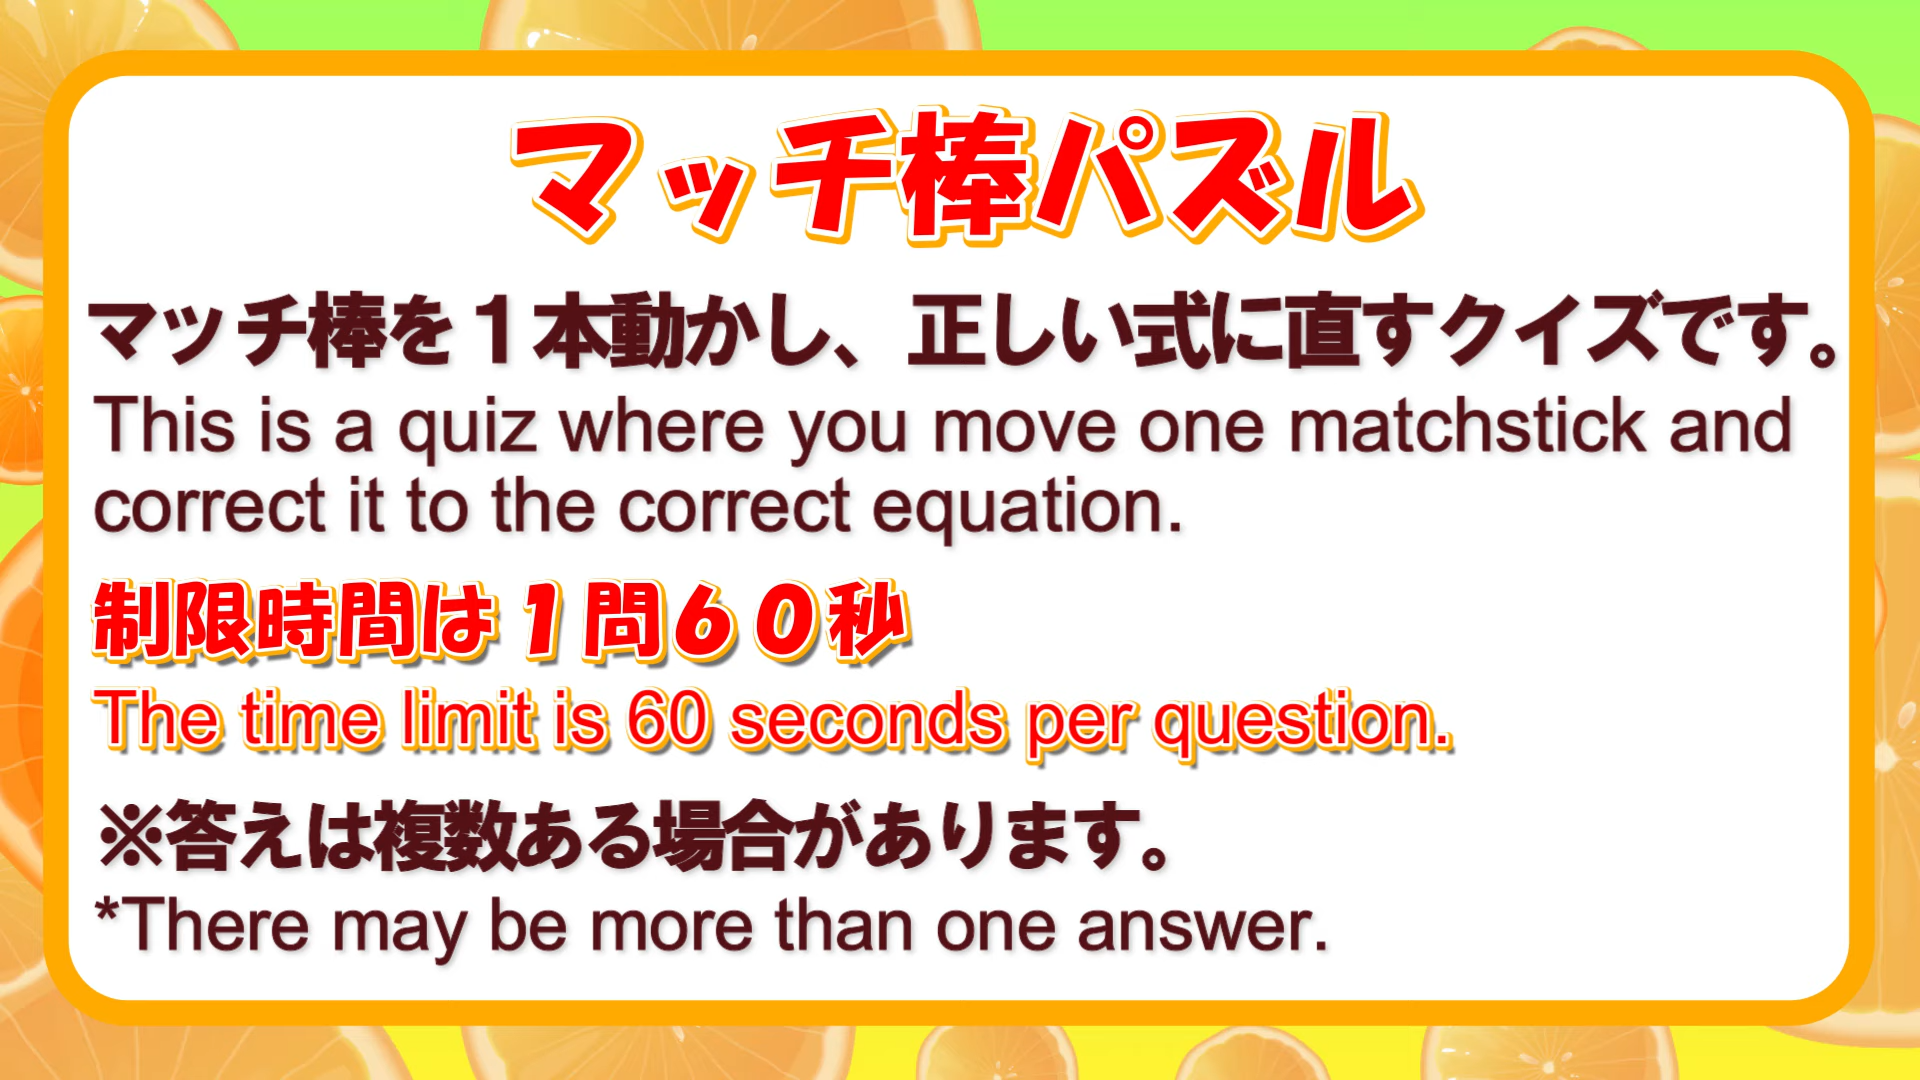 マッチ棒パズル
マッチ棒を１本動かし、正しい式に直すクイズです。
This is a quiz where you move one matchstick and
correct it to the correct equation.
制限時間は１問６０秒
The time limit is 60 seconds per question.
※答えは複数ある場合があります。
*There may be more than one answer.